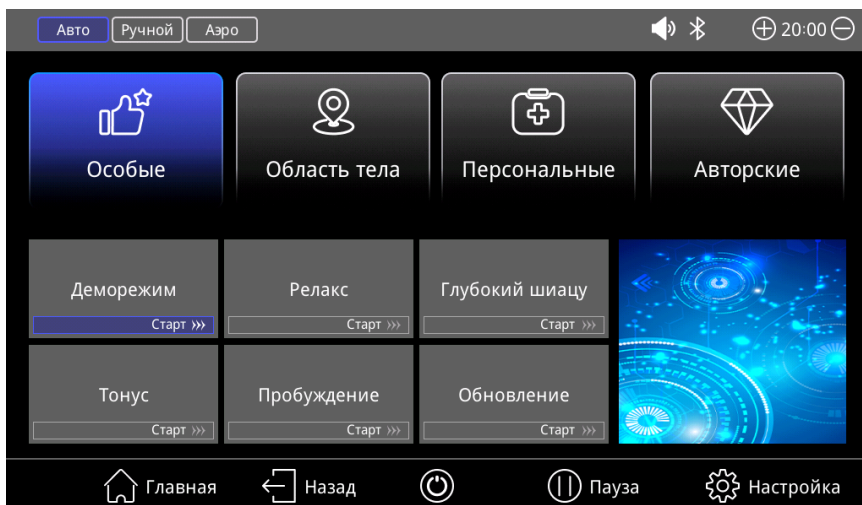 Авто Ручной Аэро 20:00
Особые Область тела Персональные Авторские
Деморежим Релакс Глубокий шиацу
Старт Старт Старт
Тонус Пробуждение Обновление
Старт Старт Старт
Главная Назад Пауза Настройка